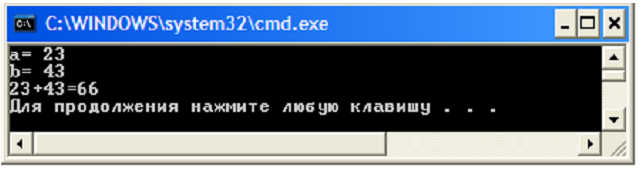 C:\WINDOWS\system32\cmd.exe
a= 23
b= 43
23+43=66
Для продолжения нажмите любую клавишу . . .